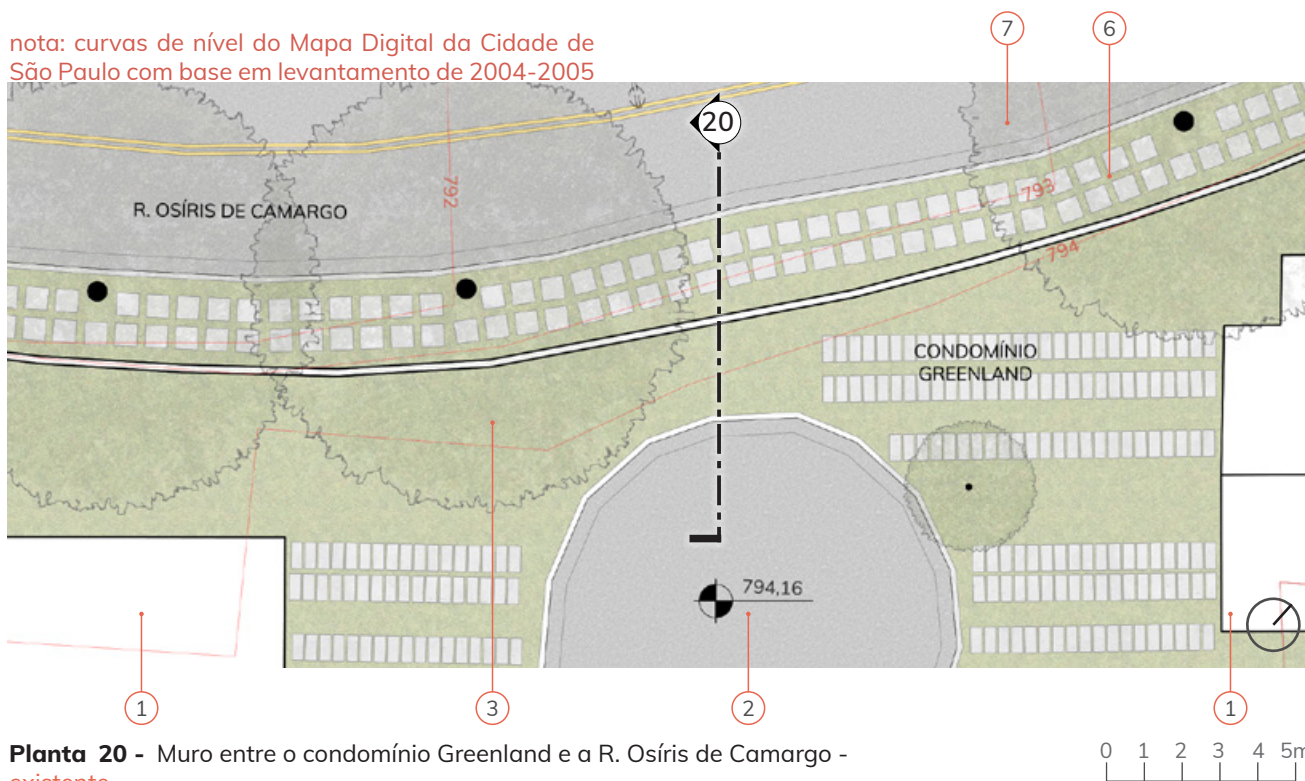 nota: curvas de nível do Mapa Digital da Cidade de
São Paulo com base em levantamento de 2004-2005
7
6
20
792
R. OSÍRIS DE CAMARGO
793
794
CONDOMÍNIO
GREENLAND
794,16
1
3
2
1
Planta 20 - Muro entre o condomínio Greenland e a R. Osíris de Camargo -
existente
0 1 2 3 4 5m